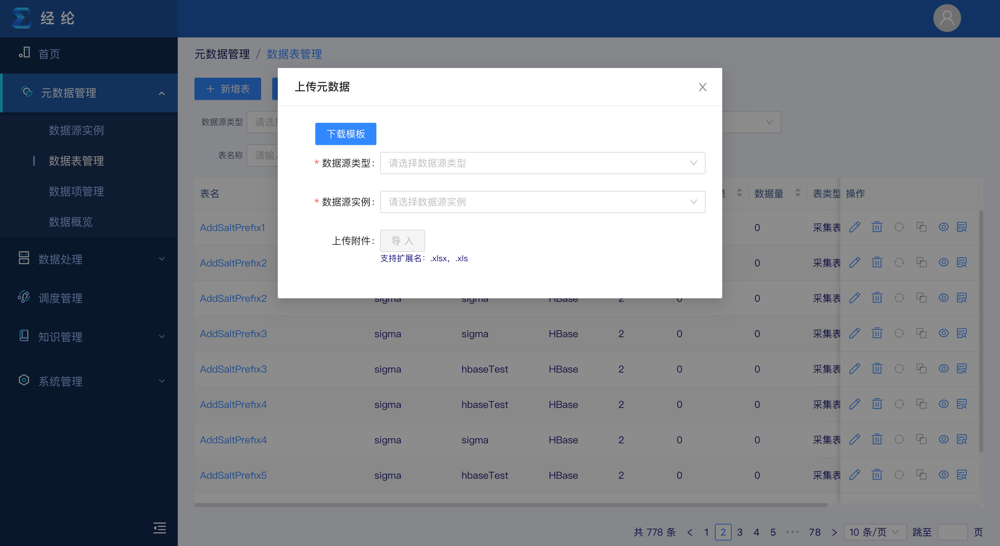 经纶
首页
元数据管理
数据源实例
数据表管理
数据项管理
数据概览
数据处理
调度管理
知识管理
系统管理
元数据管理 / 数据表管理
新增表
数据源类型 请选择
表名称 请输入
上传元数据
下载模板
* 数据源类型: 请选择数据源类型
* 数据源实例: 请选择数据源实例
上传附件: 导 入
支持扩展名: .xlsx, .xls
表名 数据量 表类型 操作
AddSaltPrefix1 0 采集表
AddSaltPrefix2 0 采集表
AddSaltPrefix2 sigma sigma HBase 2 0 0 采集表
AddSaltPrefix3 sigma sigma HBase 2 0 0 采集表
AddSaltPrefix3 sigma hbaseTest HBase 2 0 0 采集表
AddSaltPrefix4 sigma hbaseTest HBase 2 0 0 采集表
AddSaltPrefix4 sigma sigma HBase 2 0 0 采集表
AddSaltPrefix5 sigma hbaseTest HBase 2 0 0 采集表
共 778 条 < 1 2 3 4 5 ••• 78 > 10 条/页 跳至 页